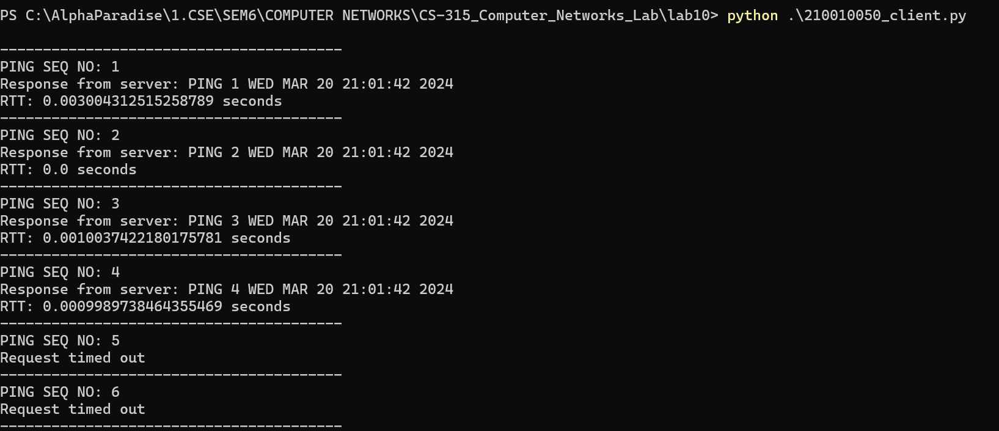 PS C:\AlphaParadise\1.CSE\SEM6\COMPUTER NETWORKS\CS-315_Computer_Networks_Lab\lab10> python .\210010050_client.py
----------------------------------------
PING SEQ NO: 1
Response from server: PING 1 WED MAR 20 21:01:42 2024
RTT: 0.003004312515258789 seconds
----------------------------------------
PING SEQ NO: 2
Response from server: PING 2 WED MAR 20 21:01:42 2024
RTT: 0.0 seconds
----------------------------------------
PING SEQ NO: 3
Response from server: PING 3 WED MAR 20 21:01:42 2024
RTT: 0.0010037422180175781 seconds
----------------------------------------
PING SEQ NO: 4
Response from server: PING 4 WED MAR 20 21:01:42 2024
RTT: 0.0009989738464355469 seconds
----------------------------------------
PING SEQ NO: 5
Request timed out
----------------------------------------
PING SEQ NO: 6
Request timed out
----------------------------------------